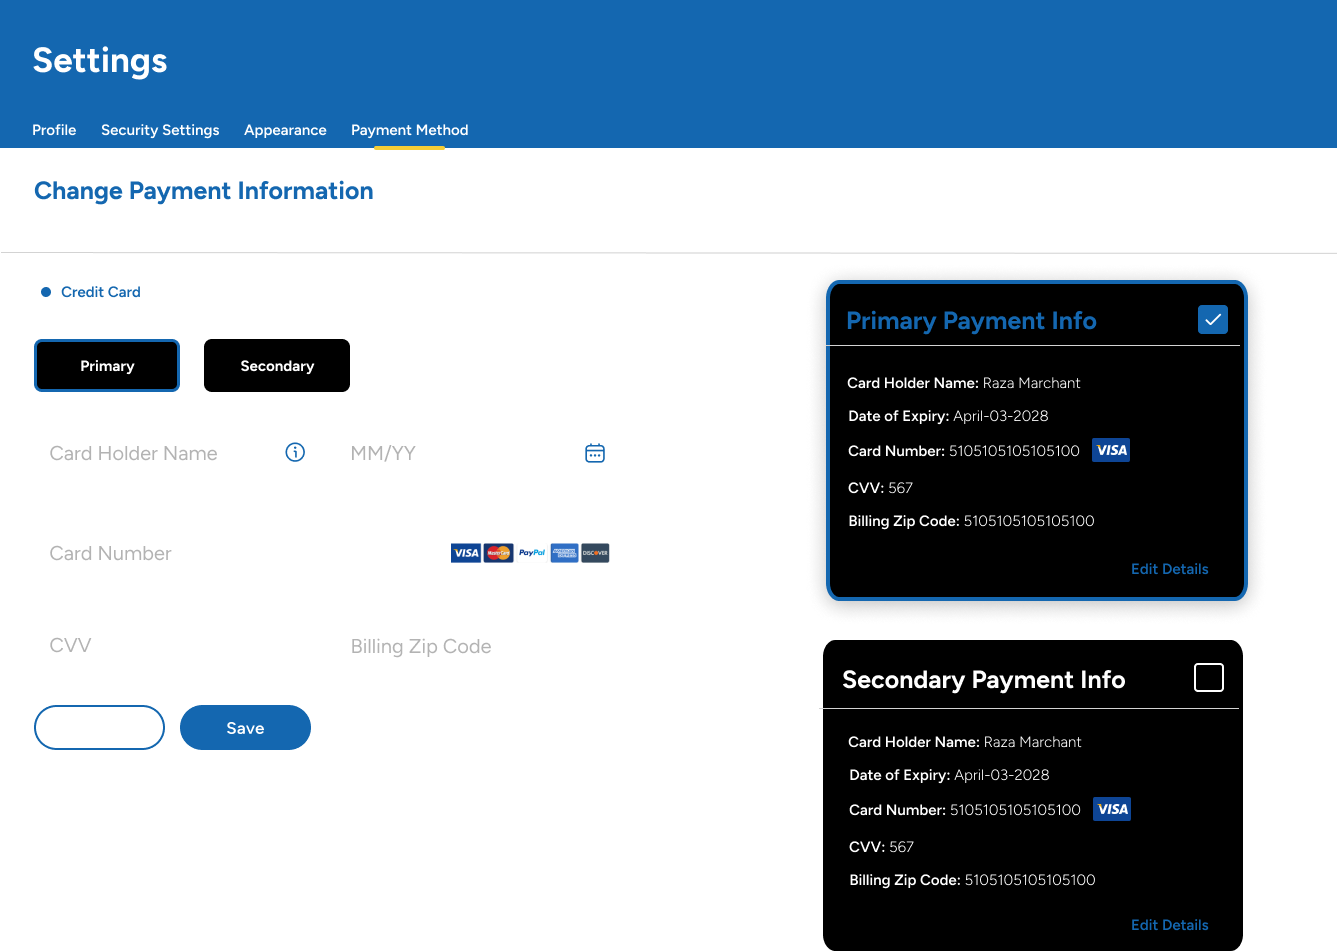 Settings
Profile Security Settings Appearance Payment Method
Change Payment Information
Credit Card
Primary Secondary
Card Holder Name MM/YY
Card Number VISA MasterCard PayPal AMERICAN EXPRESS DISCOVER
CVV Billing Zip Code
Save
Primary Payment Info
Card Holder Name: Raza Marchant
Date of Expiry: April-03-2028
Card Number: 5105105105105100 VISA
CVV: 567
Billing Zip Code: 5105105105105100
Edit Details
Secondary Payment Info
Card Holder Name: Raza Marchant
Date of Expiry: April-03-2028
Card Number: 5105105105105100 VISA
CVV: 567
Billing Zip Code: 5105105105105100
Edit Details